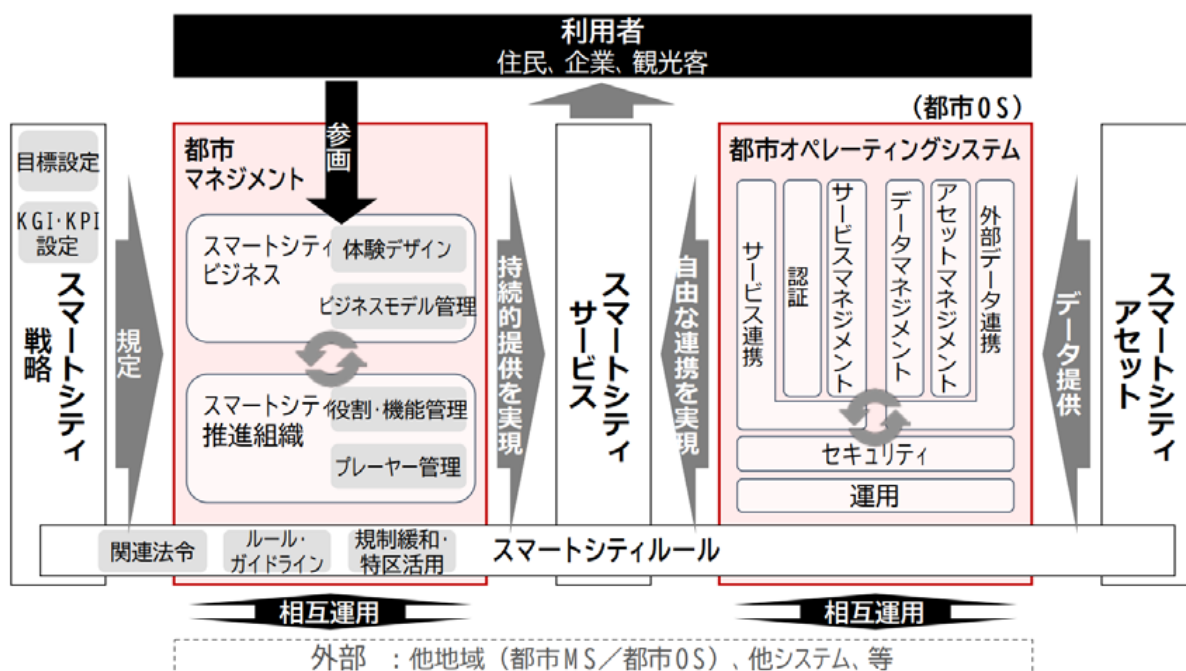 利用者
住民、企業、観光客
参画
(都市OS)
目標設定
KGI・KPI
設定
スマートシティ
戦略
規定
都市
マネジメント
スマートシティ
ビジネス
体験デザイン
ビジネスモデル管理
スマートシティ
推進組織
役割・機能管理
プレーヤー管理
持続的提供を実現
スマートシティ
サービス
自由な連携を実現
都市オペレーティングシステム
サービス連携
認証
サービスマネジメント
データマネジメント
アセットマネジメント
外部データ連携
セキュリティ
運用
データ提供
スマートシティ
アセット
関連法令
ルール・
ガイドライン
規制緩和・
特区活用
スマートシティルール
相互運用
相互運用
外部 :他地域(都市MS/都市OS)、他システム、等